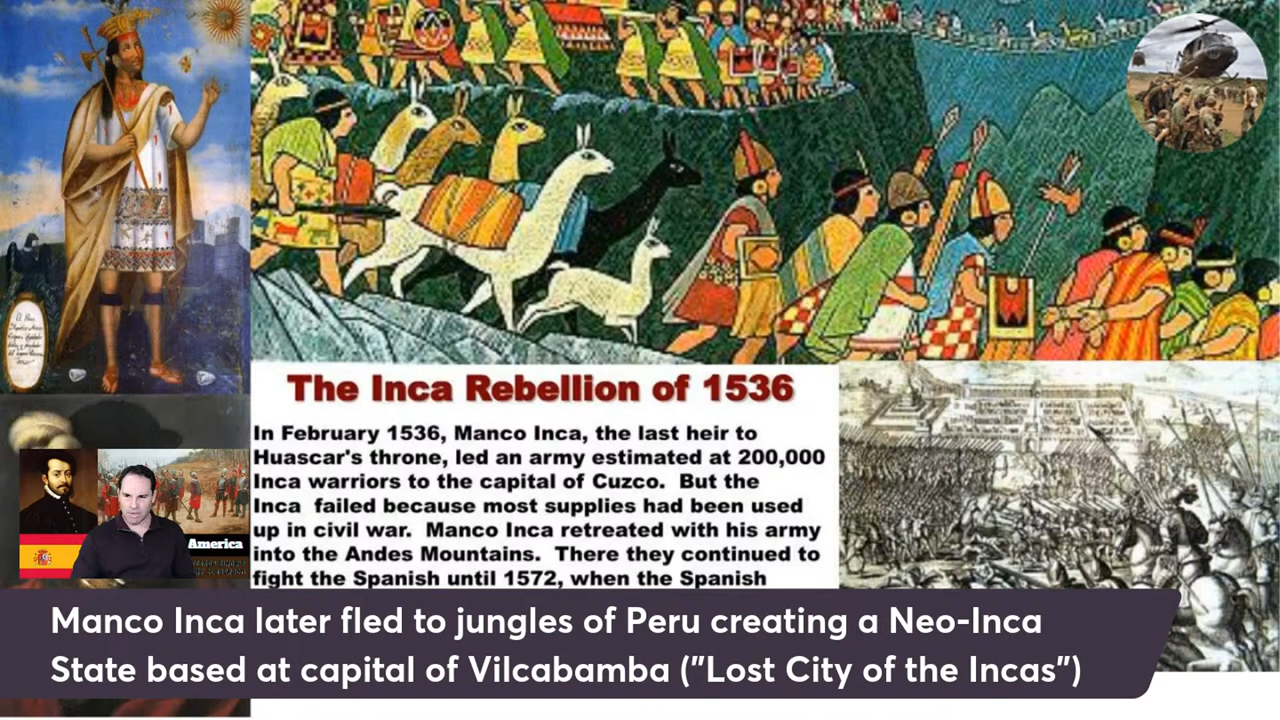 The Inca Rebellion of 1536
In February 1536, Manco Inca, the last heir to
Huascar's throne, led an army estimated at 200,000
Inca warriors to the capital of Cuzco. But the
Inca failed because most supplies had been used
up in civil war. Manco Inca retreated with his army
into the Andes Mountains. There they continued to
fight the Spanish until 1572, when the Spanish
America
Manco Inca later fled to jungles of Peru creating a Neo-Inca
State based at capital of Vilcabamba ("Lost City of the Incas")